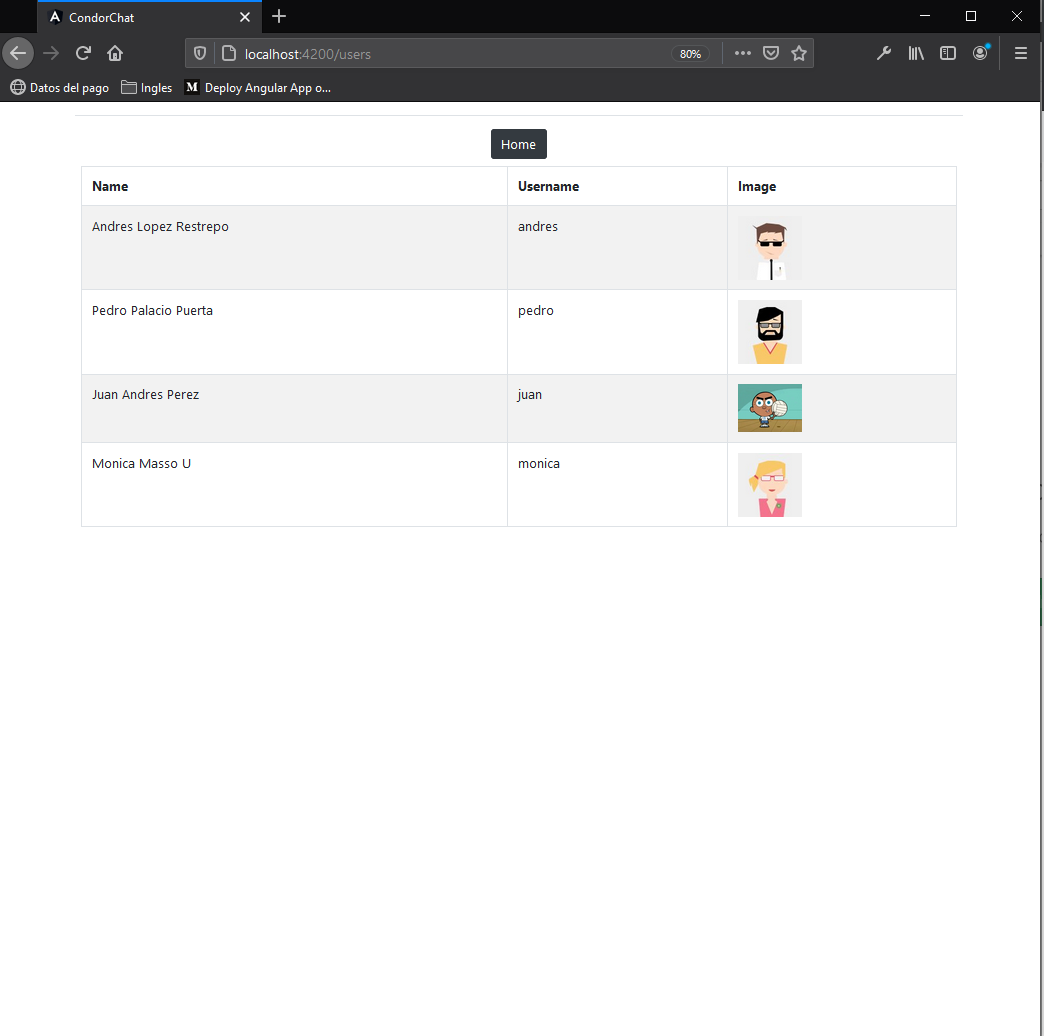 CondorChat
localhost:4200/users
80%
Datos del pago
Ingles
M Deploy Angular App o...
Home
Name Username Image
Andres Lopez Restrepo andres
Pedro Palacio Puerta pedro
Juan Andres Perez juan
Monica Masso U monica